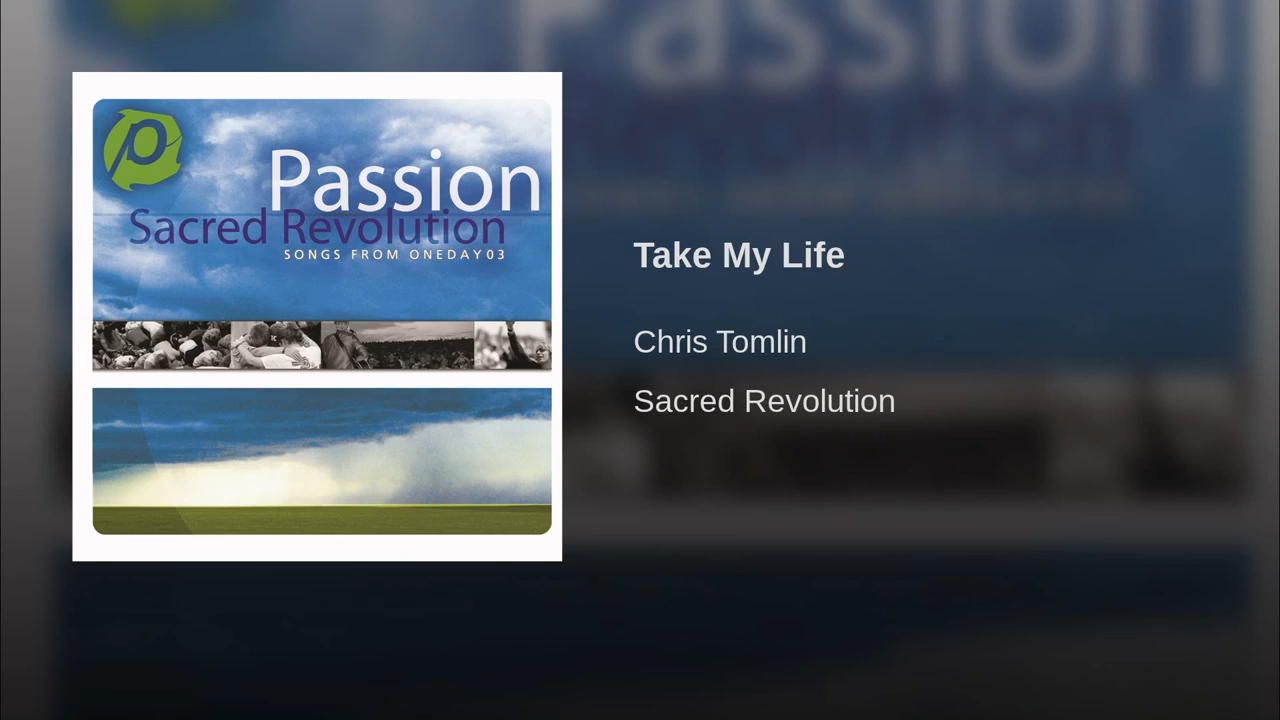 Passion
Sacred Revolution
SONGS FROM ONEDAY03
Take My Life
Chris Tomlin
Sacred Revolution